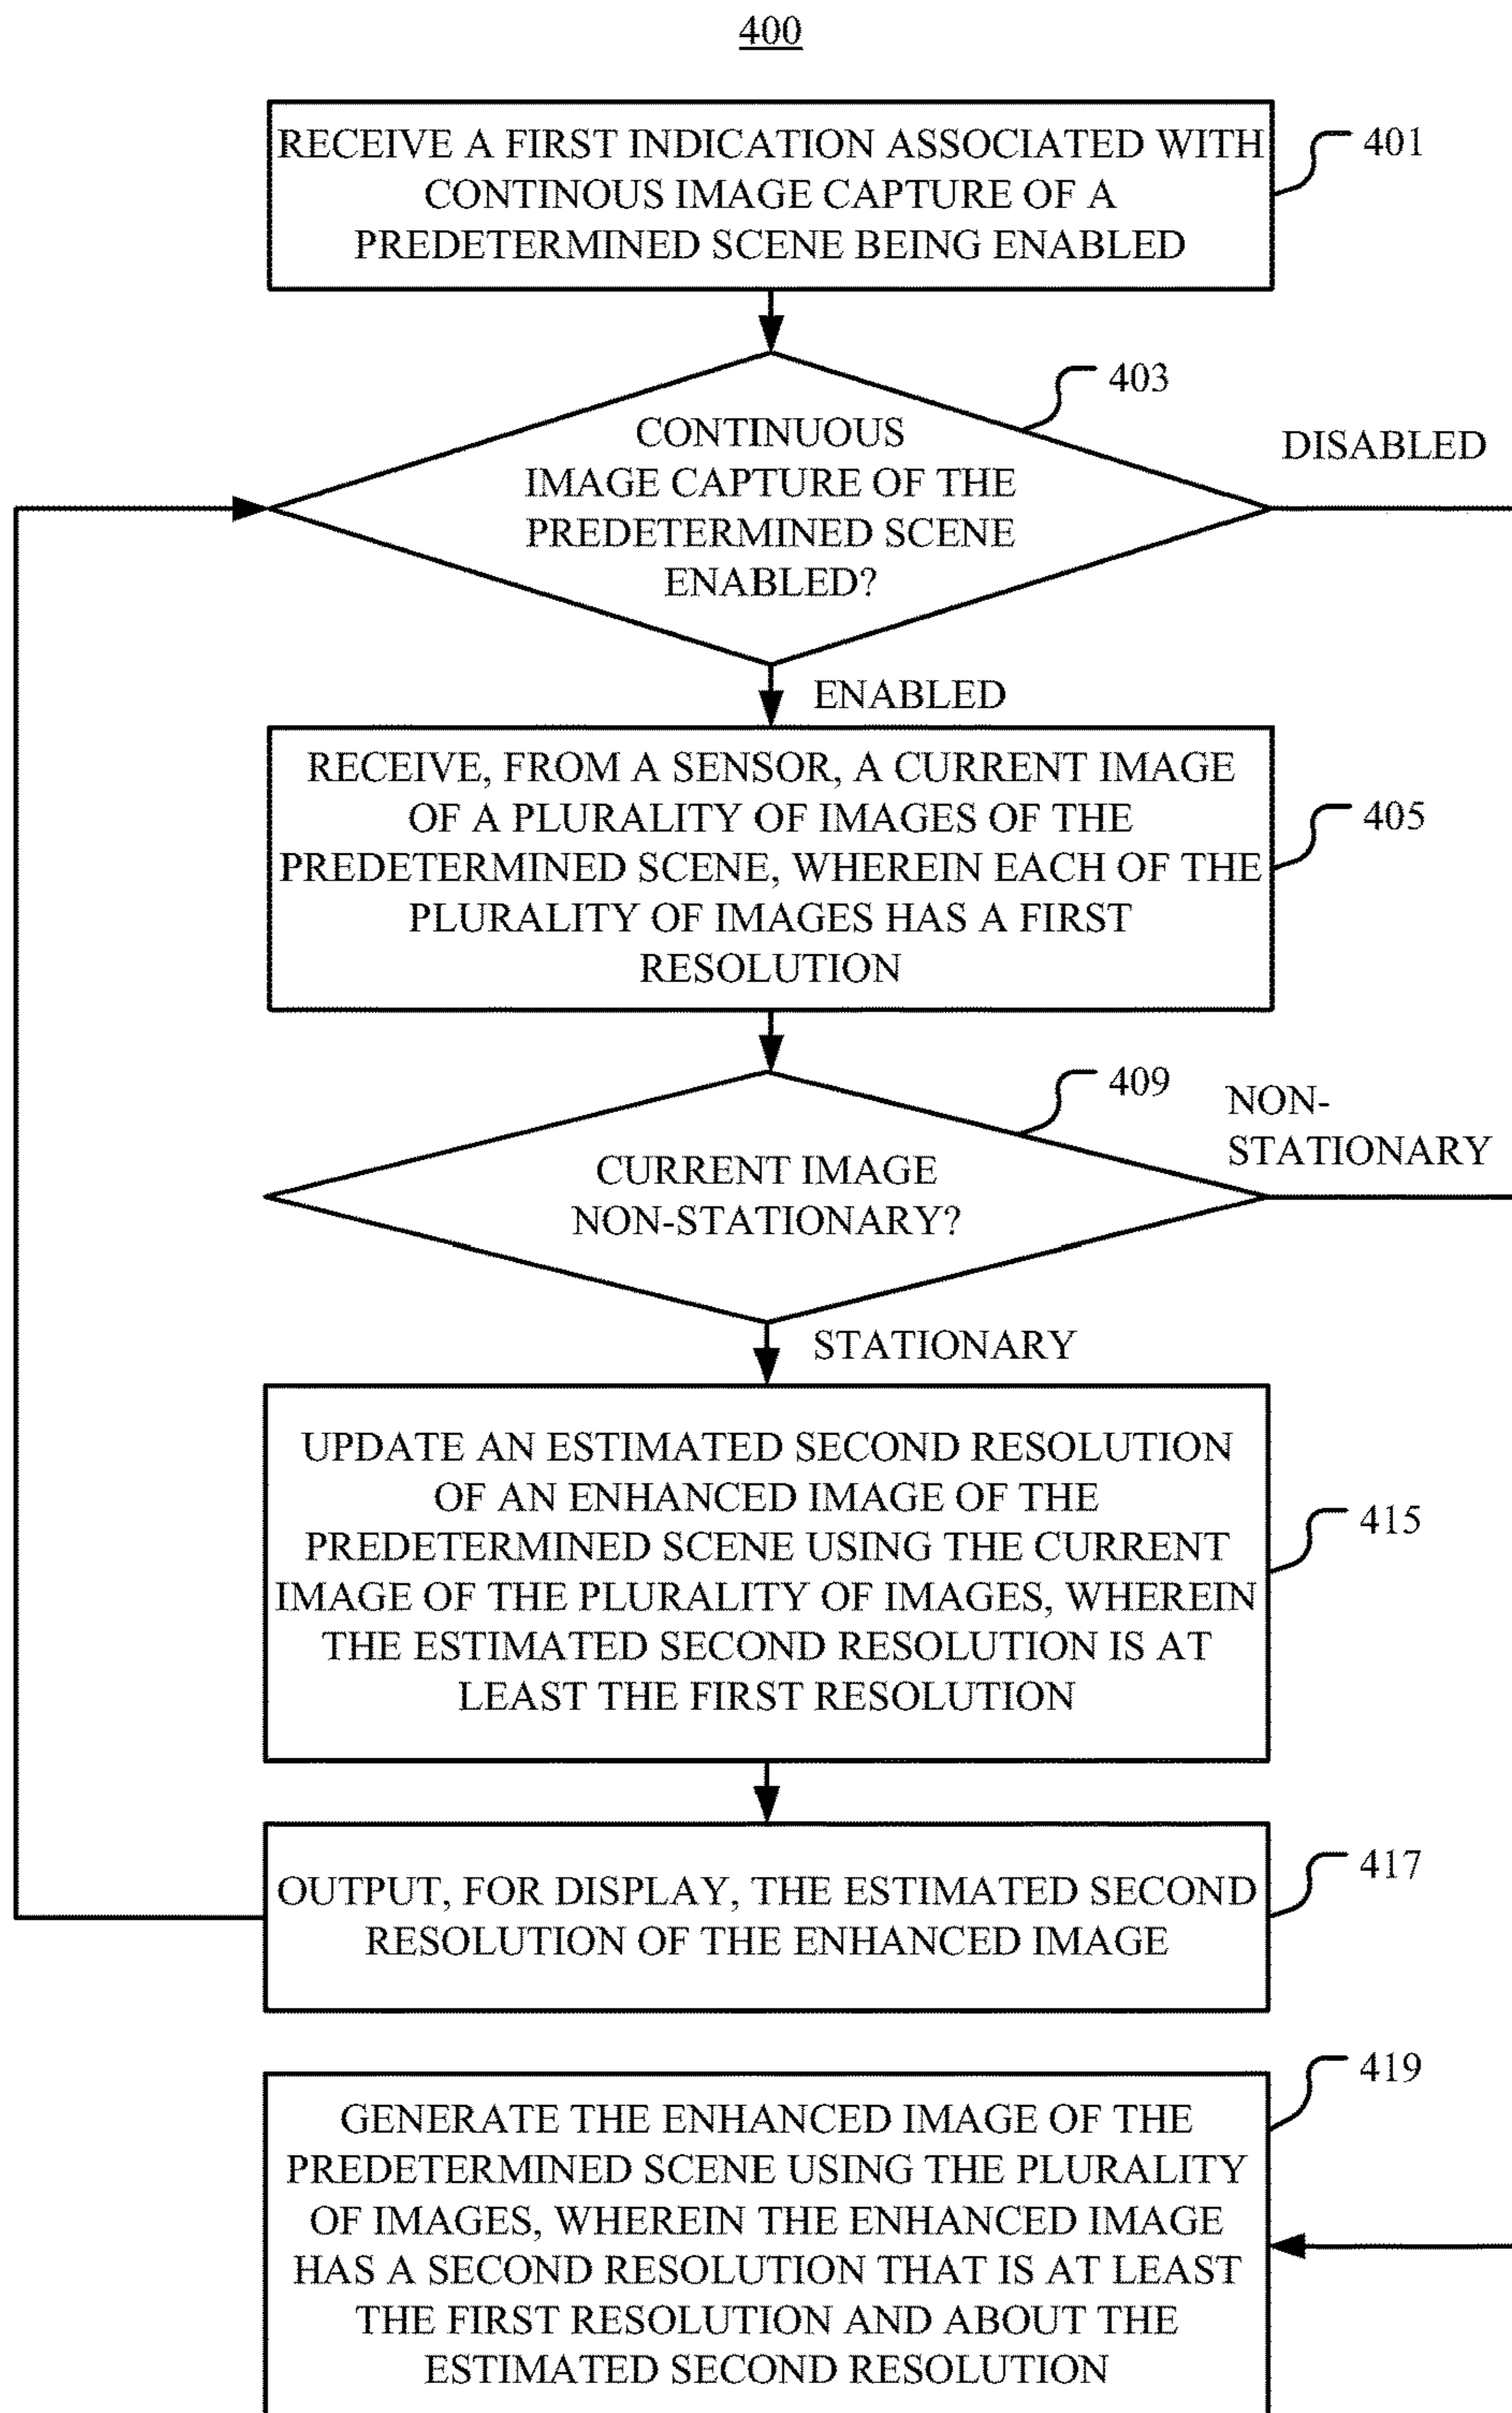 400
RECEIVE A FIRST INDICATION ASSOCIATED WITH
CONTINOUS IMAGE CAPTURE OF A
PREDETERMINED SCENE BEING ENABLED
401
403
CONTINUOUS
IMAGE CAPTURE OF THE
PREDETERMINED SCENE
ENABLED?
DISABLED
ENABLED
RECEIVE, FROM A SENSOR, A CURRENT IMAGE
OF A PLURALITY OF IMAGES OF THE
PREDETERMINED SCENE, WHEREIN EACH OF THE
PLURALITY OF IMAGES HAS A FIRST
RESOLUTION
405
409
NON-
STATIONARY
CURRENT IMAGE
NON-STATIONARY?
STATIONARY
UPDATE AN ESTIMATED SECOND RESOLUTION
OF AN ENHANCED IMAGE OF THE
PREDETERMINED SCENE USING THE CURRENT
IMAGE OF THE PLURALITY OF IMAGES, WHEREIN
THE ESTIMATED SECOND RESOLUTION IS AT
LEAST THE FIRST RESOLUTION
415
OUTPUT, FOR DISPLAY, THE ESTIMATED SECOND
RESOLUTION OF THE ENHANCED IMAGE
417
GENERATE THE ENHANCED IMAGE OF THE
PREDETERMINED SCENE USING THE PLURALITY
OF IMAGES, WHEREIN THE ENHANCED IMAGE
HAS A SECOND RESOLUTION THAT IS AT LEAST
THE FIRST RESOLUTION AND ABOUT THE
ESTIMATED SECOND RESOLUTION
419